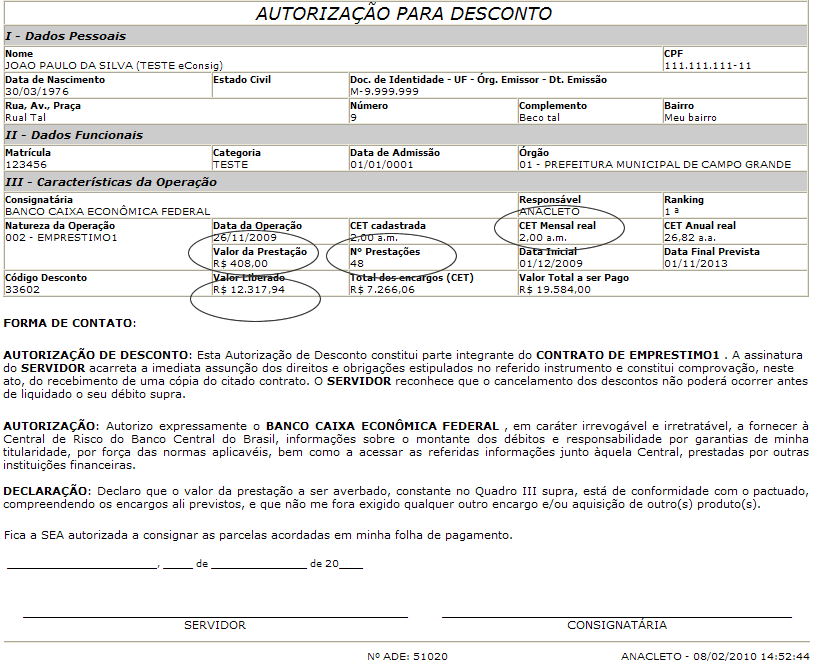 AUTORIZAÇÃO PARA DESCONTO
I - Dados Pessoais
Nome CPF
JOAO PAULO DA SILVA (TESTE eConsig) 111.111.111-11
Data de Nascimento Estado Civil Doc. de Identidade - UF - Órg. Emissor - Dt. Emissão
30/03/1976 M-9.999.999
Rua, Av., Praça Número Complemento Bairro
Rual Tal 9 Beco tal Meu bairro
II - Dados Funcionais
Matrícula Categoria Data de Admissão Órgão
123456 TESTE 01/01/0001 01 - PREFEITURA MUNICIPAL DE CAMPO GRANDE
III - Características da Operação
Consignatária Responsável Ranking
BANCO CAIXA ECONÔMICA FEDERAL ANACLETO 1 ª
Natureza da Operação Data da Operação CET cadastrada CET Mensal real CET Anual real
002 - EMPRESTIMO1 26/11/2009 2,00 a.m. 2,00 a.m. 26,82 a.a.
Valor da Prestação Nº Prestações Data Inicial Data Final Prevista
R$ 408,00 48 01/12/2009 01/11/2013
Código Desconto Valor Liberado Total dos encargos (CET) Valor Total a ser Pago
33602 R$ 12.317,94 R$ 7.266,06 R$ 19.584,00
FORMA DE CONTATO:
AUTORIZAÇÃO DE DESCONTO: Esta Autorização de Desconto constitui parte integrante do CONTRATO DE EMPRESTIMO1 . A assinatura
do SERVIDOR acarreta a imediata assunção dos direitos e obrigações estipulados no referido instrumento e constitui comprovação, neste
ato, do recebimento de uma cópia do citado contrato. O SERVIDOR reconhece que o cancelamento dos descontos não poderá ocorrer antes
de liquidado o seu débito supra.
AUTORIZAÇÃO: Autorizo expressamente o BANCO CAIXA ECONÔMICA FEDERAL , em caráter irrevogável e irretratável, a fornecer à
Central de Risco do Banco Central do Brasil, informações sobre o montante dos débitos e responsabilidade por garantias de minha
titularidade, por força das normas aplicavéis, bem como a acessar as referidas informações junto àquela Central, prestadas por outras
instituições financeiras.
DECLARAÇÃO: Declaro que o valor da prestação a ser averbado, constante no Quadro III supra, está de conformidade com o pactuado,
compreendendo os encargos ali previstos, e que não me fora exigido qualquer outro encargo e/ou aquisição de outro(s) produto(s).
Fica a SEA autorizada a consignar as parcelas acordadas em minha folha de pagamento.
______________________, ____ de ______________ de 20___
SERVIDOR CONSIGNATÁRIA
Nº ADE: 51020 ANACLETO - 08/02/2010 14:52:44